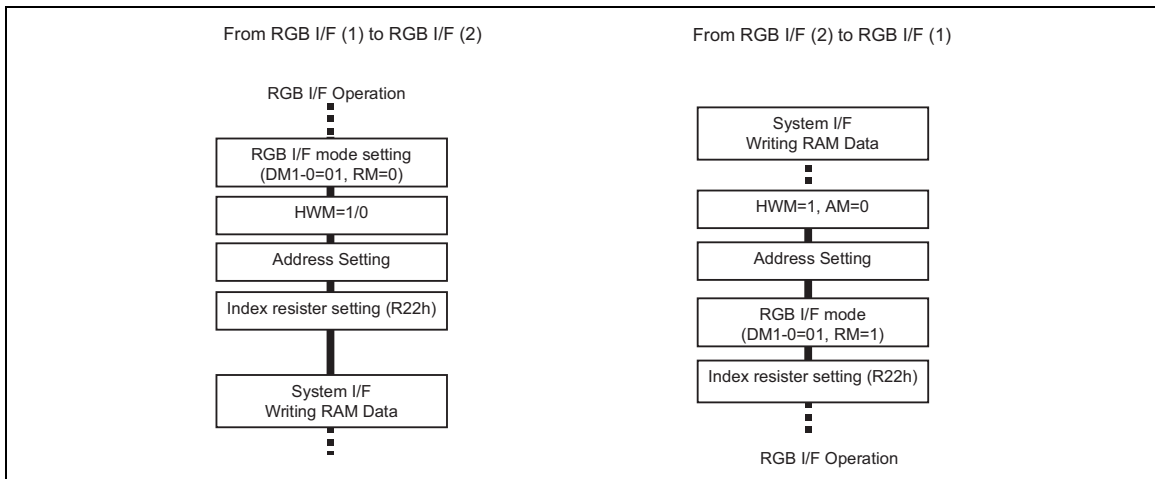 From RGB I/F (1) to RGB I/F (2)
RGB I/F Operation
RGB I/F mode setting
(DM1-0=01, RM=0)
HWM=1/0
Address Setting
Index resister setting (R22h)
System I/F
Writing RAM Data
From RGB I/F (2) to RGB I/F (1)
System I/F
Writing RAM Data
HWM=1, AM=0
Address Setting
RGB I/F mode
(DM1-0=01, RM=1)
Index resister setting (R22h)
RGB I/F Operation